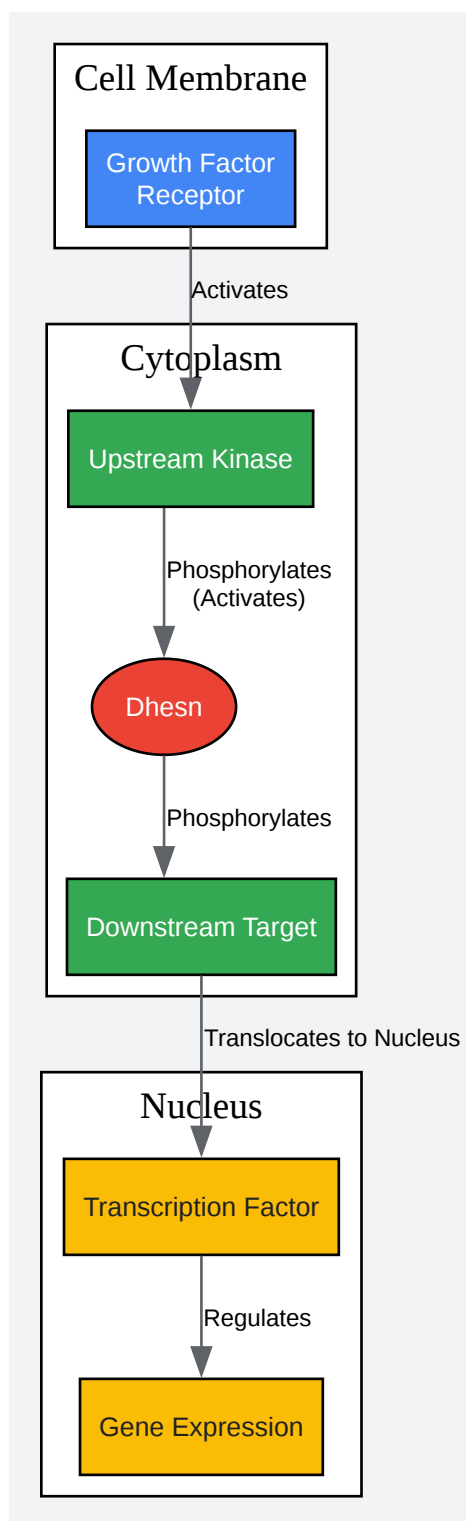 Cell Membrane
Growth Factor
Receptor
Activates
Cytoplasm
Upstream Kinase
Phosphorylates
(Activates)
Dhesn
Phosphorylates
Downstream Target
Translocates to Nucleus
Nucleus
Transcription Factor
Regulates
Gene Expression